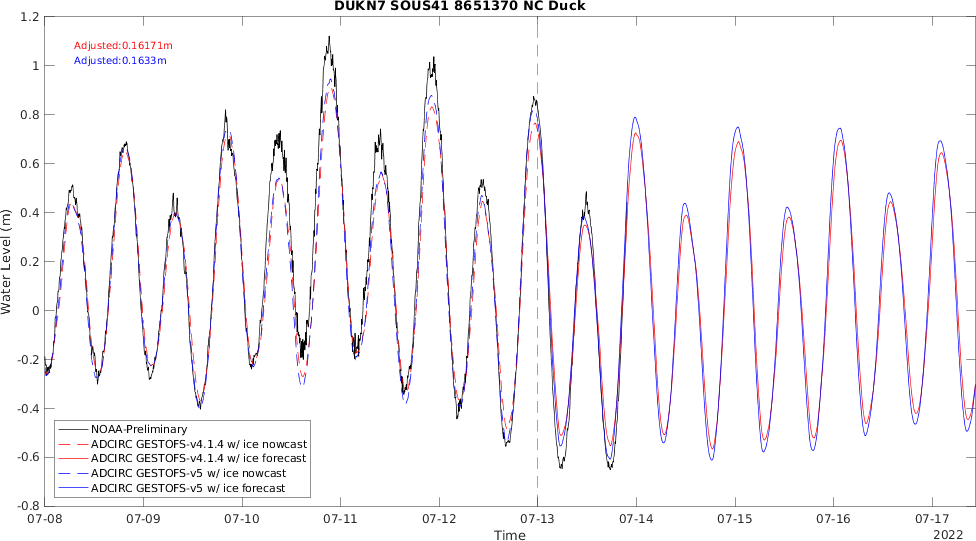 DUKN7 SOUS41 8651370 NC Duck
1.2
1
0.8
0.6
0.4
0.2
0
-0.2
-0.4
-0.6
-0.8
Water Level (m)
Adjusted:0.16171m
Adjusted:0.1633m
NOAA-Preliminary
ADCIRC GESTOFS-v4.1.4 w/ ice nowcast
ADCIRC GESTOFS-v4.1.4 w/ ice forecast
ADCIRC GESTOFS-v5 w/ ice nowcast
ADCIRC GESTOFS-v5 w/ ice forecast
07-08 07-09 07-10 07-11 07-12 07-13 07-14 07-15 07-16 07-17
Time
2022